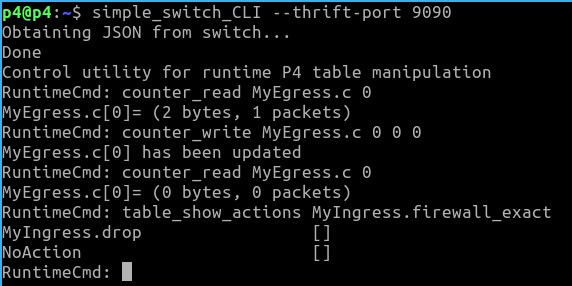 p4@p4:~$ simple_switch_CLI --thrift-port 9090
Obtaining JSON from switch...
Done
Control utility for runtime P4 table manipulation
RuntimeCmd: counter_read MyEgress.c 0
MyEgress.c[0]= (2 bytes, 1 packets)
RuntimeCmd: counter_write MyEgress.c 0 0 0
MyEgress.c[0] has been updated
RuntimeCmd: counter_read MyEgress.c 0
MyEgress.c[0]= (0 bytes, 0 packets)
RuntimeCmd: table_show_actions MyIngress.firewall_exact
MyIngress.drop                 []
NoAction                       []
RuntimeCmd: